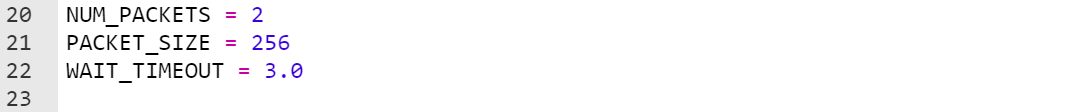 20 NUM_PACKETS = 2
21 PACKET_SIZE = 256
22 WAIT_TIMEOUT = 3.0
23